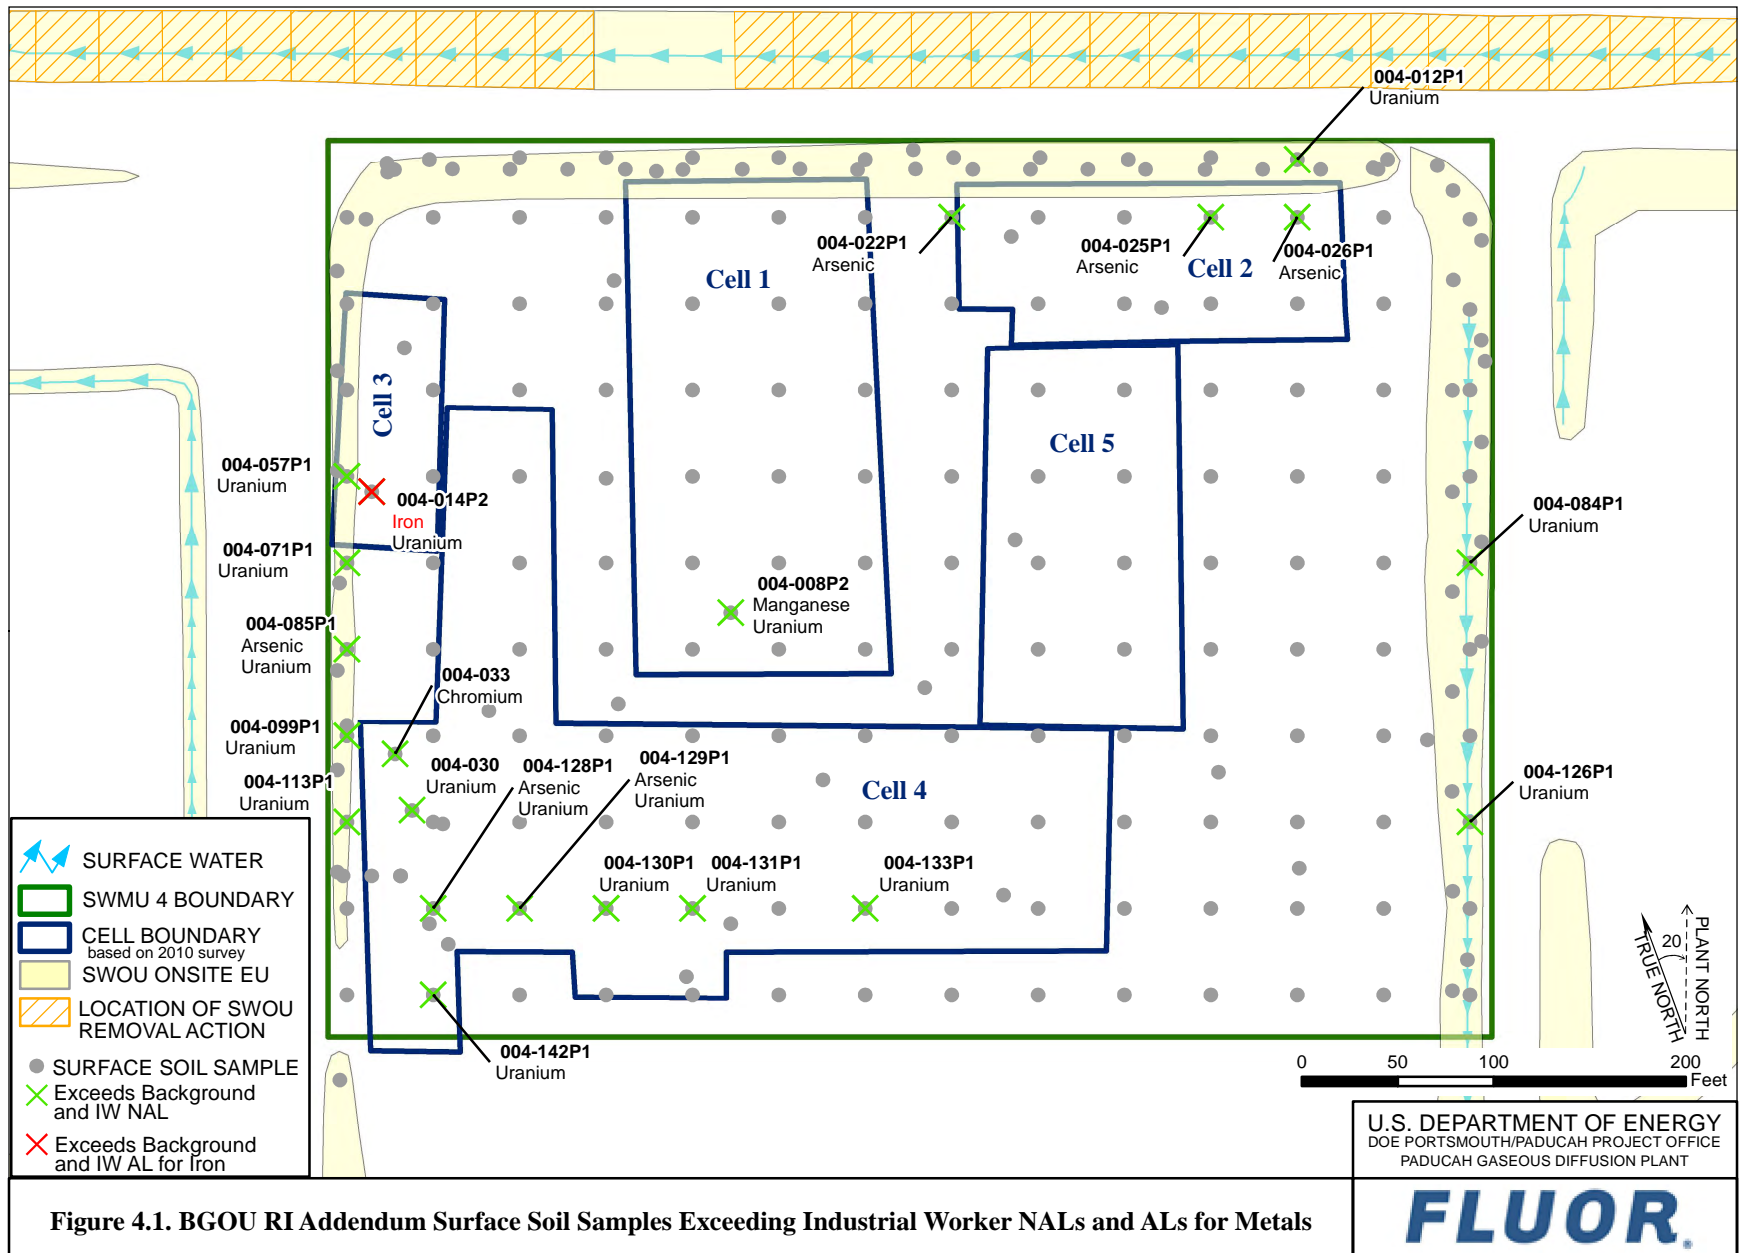 004-012P1
Uranium
004-022P1
Arsenic
004-025P1
Arsenic
004-026P1
Arsenic
Cell 1
Cell 2
Cell 3
Cell 5
004-057P1
Uranium
004-014P2
Iron
Uranium
004-084P1
Uranium
004-071P1
Uranium
004-008P2
Manganese
Uranium
004-085P1
Arsenic
Uranium
004-033
Chromium
004-099P1
Uranium
004-030
Uranium
004-128P1
Arsenic
Uranium
004-129P1
Arsenic
Uranium
Cell 4
004-126P1
Uranium
004-113P1
Uranium
004-130P1
Uranium
004-131P1
Uranium
004-133P1
Uranium
004-142P1
Uranium
SURFACE WATER
SWMU 4 BOUNDARY
CELL BOUNDARY
based on 2010 survey
SWOU ONSITE EU
LOCATION OF SWOU
REMOVAL ACTION
SURFACE SOIL SAMPLE
Exceeds Background
and IW NAL
Exceeds Background
and IW AL for Iron
TRUE NORTH
20
PLANT NORTH
0 50 100 200
Feet
U.S. DEPARTMENT OF ENERGY
DOE PORTSMOUTH/PADUCAH PROJECT OFFICE
PADUCAH GASEOUS DIFFUSION PLANT
Figure 4.1. BGOU RI Addendum Surface Soil Samples Exceeding Industrial Worker NALs and ALs for Metals
FLUOR®